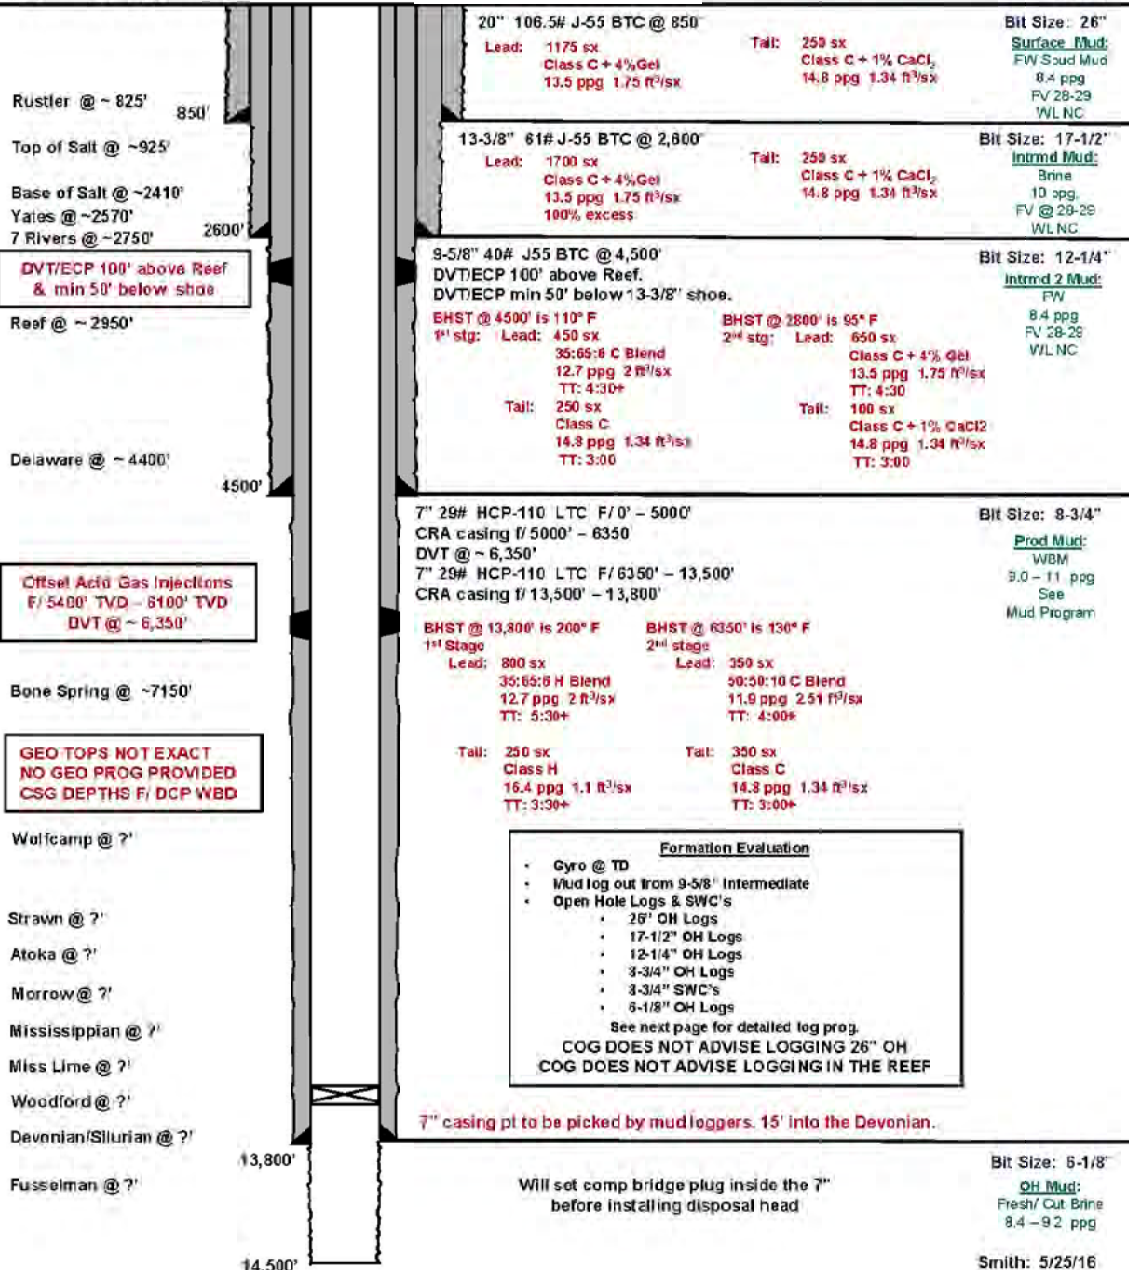 20" 106.5# J-55 BTC @ 850'
Lead: 1175 sx
Class C + 4%Gel
13.5 ppg 1.75 ft³/sx
Tail: 250 sx
Class C + 1% CaCl₂
14.8 ppg 1.34 ft³/sx
Bit Size: 26"
Surface Mud:
FW Spud Mud
8.4 ppg
FV 28-29
WL NC
Rustler @ ~ 825'
850'
Top of Salt @ ~925'
Base of Salt @ ~2410'
Yates @ ~2570'
7 Rivers @ ~2750'
2600'
13-3/8" 61# J-55 BTC @ 2,600'
Lead: 1700 sx
Class C + 4%Gel
13.5 ppg 1.75 ft³/sx
100% excess
Tail: 250 sx
Class C + 1% CaCl₂
14.8 ppg 1.34 ft³/sx
Bit Size: 17-1/2"
Intrmd Mud:
Brine
10 ppg,
FV @ 28-29
WL NC
DVT/ECP 100' above Reef
& min 50' below shoe
Reef @ ~ 2950'
Delaware @ ~ 4400'
4500'
9-5/8" 40# J55 BTC @ 4,500'
DVT/ECP 100' above Reef.
DVT/ECP min 50' below 13-3/8" shoe.
BHST @ 4500' is 110° F
1st stg: Lead: 450 sx
35:65:6 C Blend
12.7 ppg 2 ft³/sx
TT: 4:30+
Tail: 250 sx
Class C
14.8 ppg 1.34 ft³/sx
TT: 3:00
BHST @ 2800' is 95° F
2nd stg: Lead: 650 sx
Class C + 4% Gel
13.5 ppg 1.75 ft³/sx
TT: 4:30
Tail: 100 sx
Class C + 1% CaCl2
14.8 ppg 1.34 ft³/sx
TT: 3:00
Bit Size: 12-1/4"
Intrmd 2 Mud:
FW
8.4 ppg
FV 28-29
WL NC
Offset Acid Gas Injections
F/ 5400' TVD – 6100' TVD
DVT @ ~ 6,350'
Bone Spring @ ~7150'
GEO TOPS NOT EXACT
NO GEO PROG PROVIDED
CSG DEPTHS F/ DCP WBD
Wolfcamp @ ?'
Strawn @ ?'
Atoka @ ?'
Morrow @ ?'
Mississippian @ ?'
Miss Lime @ ?'
Woodford @ ?'
Devonian/Silurian @ ?'
13,800'
Fusselman @ ?'
14,500'
7" 29# HCP-110 LTC F/ 0' – 5000'
CRA casing f/ 5000' – 6350'
DVT @ ~ 6,350'
7" 29# HCP-110 LTC F/ 6350' – 13,500'
CRA casing f/ 13,500' – 13,800'
BHST @ 13,800' is 200° F
1st Stage
Lead: 800 sx
35:65:6 H Blend
12.7 ppg 2 ft³/sx
TT: 5:30+
Tail: 250 sx
Class H
16.4 ppg 1.1 ft³/sx
TT: 3:30+
BHST @ 6350' is 130° F
2nd stage
Lead: 350 sx
50:50:10 C Blend
11.9 ppg 2.51 ft³/sx
TT: 4:00+
Tail: 350 sx
Class C
14.8 ppg 1.34 ft³/sx
TT: 3:00+
Bit Size: 8-3/4"
Prod Mud:
WBM
9.0 – 11 ppg
See
Mud Program
Formation Evaluation
• Gyro @ TD
• Mud log out from 9-5/8" Intermediate
• Open Hole Logs & SWC's
• 26" OH Logs
• 17-1/2" OH Logs
• 12-1/4" OH Logs
• 8-3/4" OH Logs
• 8-3/4" SWC's
• 6-1/8" OH Logs
See next page for detailed log prog.
COG DOES NOT ADVISE LOGGING 26" OH
COG DOES NOT ADVISE LOGGING IN THE REEF
7" casing pt to be picked by mud loggers. 15' into the Devonian.
Will set comp bridge plug inside the 7"
before installing disposal head
Bit Size: 6-1/8"
OH Mud:
Fresh/ Cut Brine
8.4 – 9.2 ppg
Smith: 5/25/16